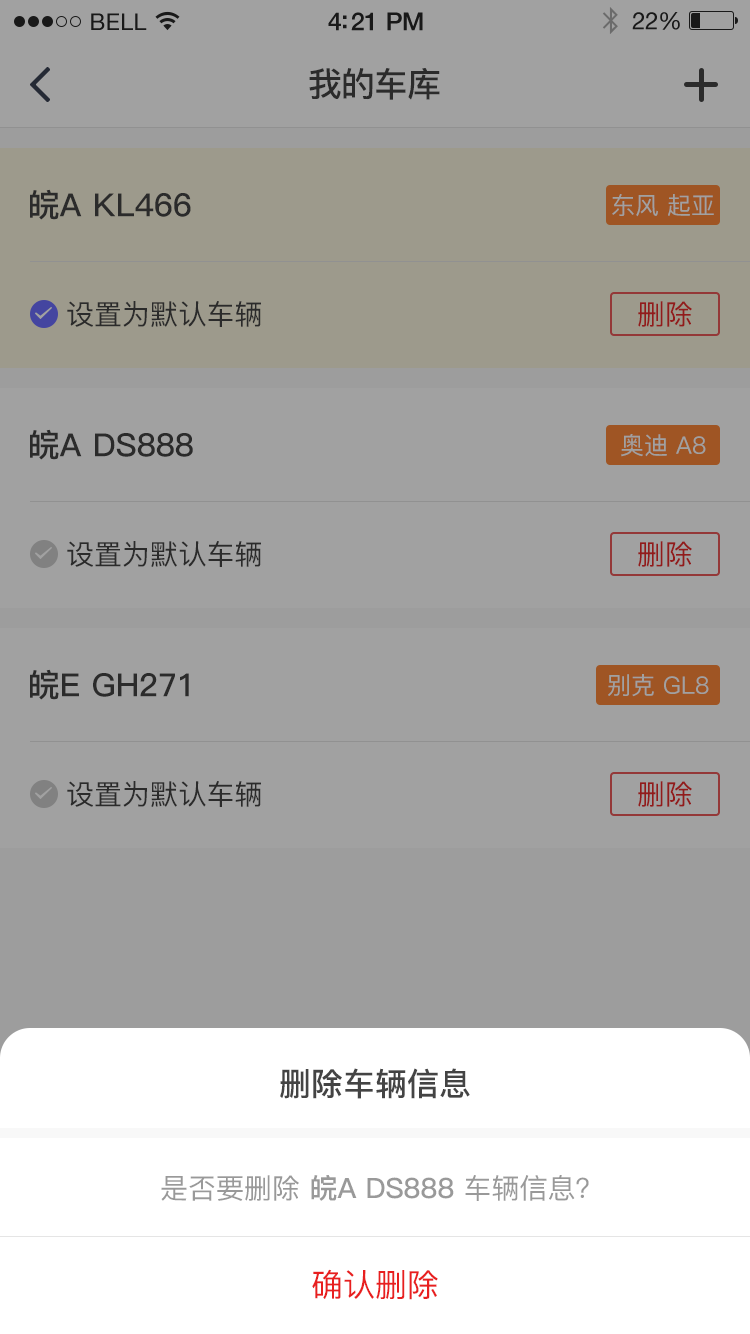 BELL 4:21 PM 22%
我的车库
皖A KL466 东风 起亚
设置为默认车辆 删除
皖A DS888 奥迪 A8
设置为默认车辆 删除
皖E GH271 别克 GL8
设置为默认车辆 删除
删除车辆信息
是否要删除 皖A DS888 车辆信息?
确认删除